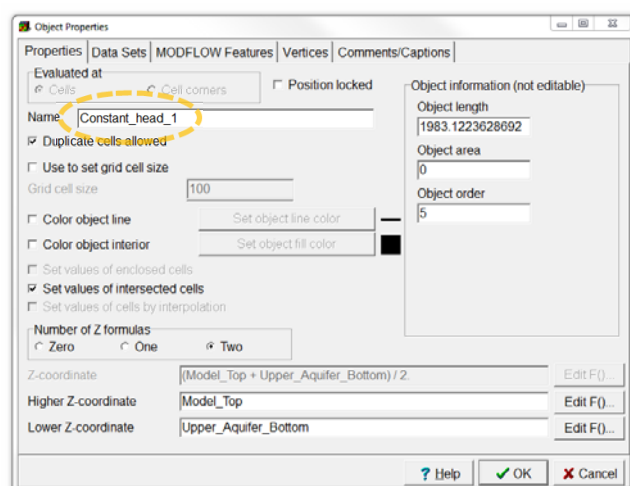 Object Properties
Properties Data Sets MODFLOW Features Vertices Comments/Captions
Evaluated at
Cells Cell corners
Position locked
Name Constant_head_1
Duplicate cells allowed
Use to set grid cell size
Grid cell size 100
Color object line Set object line color
Color object interior Set object fill color
Set values of enclosed cells
Set values of intersected cells
Set values of cells by interpolation
Number of Z formulas
Zero One Two
Object information (not editable)
Object length
1983.1223628692
Object area
0
Object order
5
Z-coordinate (Model_Top + Upper_Aquifer_Bottom) / 2. Edit F()...
Higher Z-coordinate Model_Top Edit F()...
Lower Z-coordinate Upper_Aquifer_Bottom Edit F()...
? Help OK Cancel